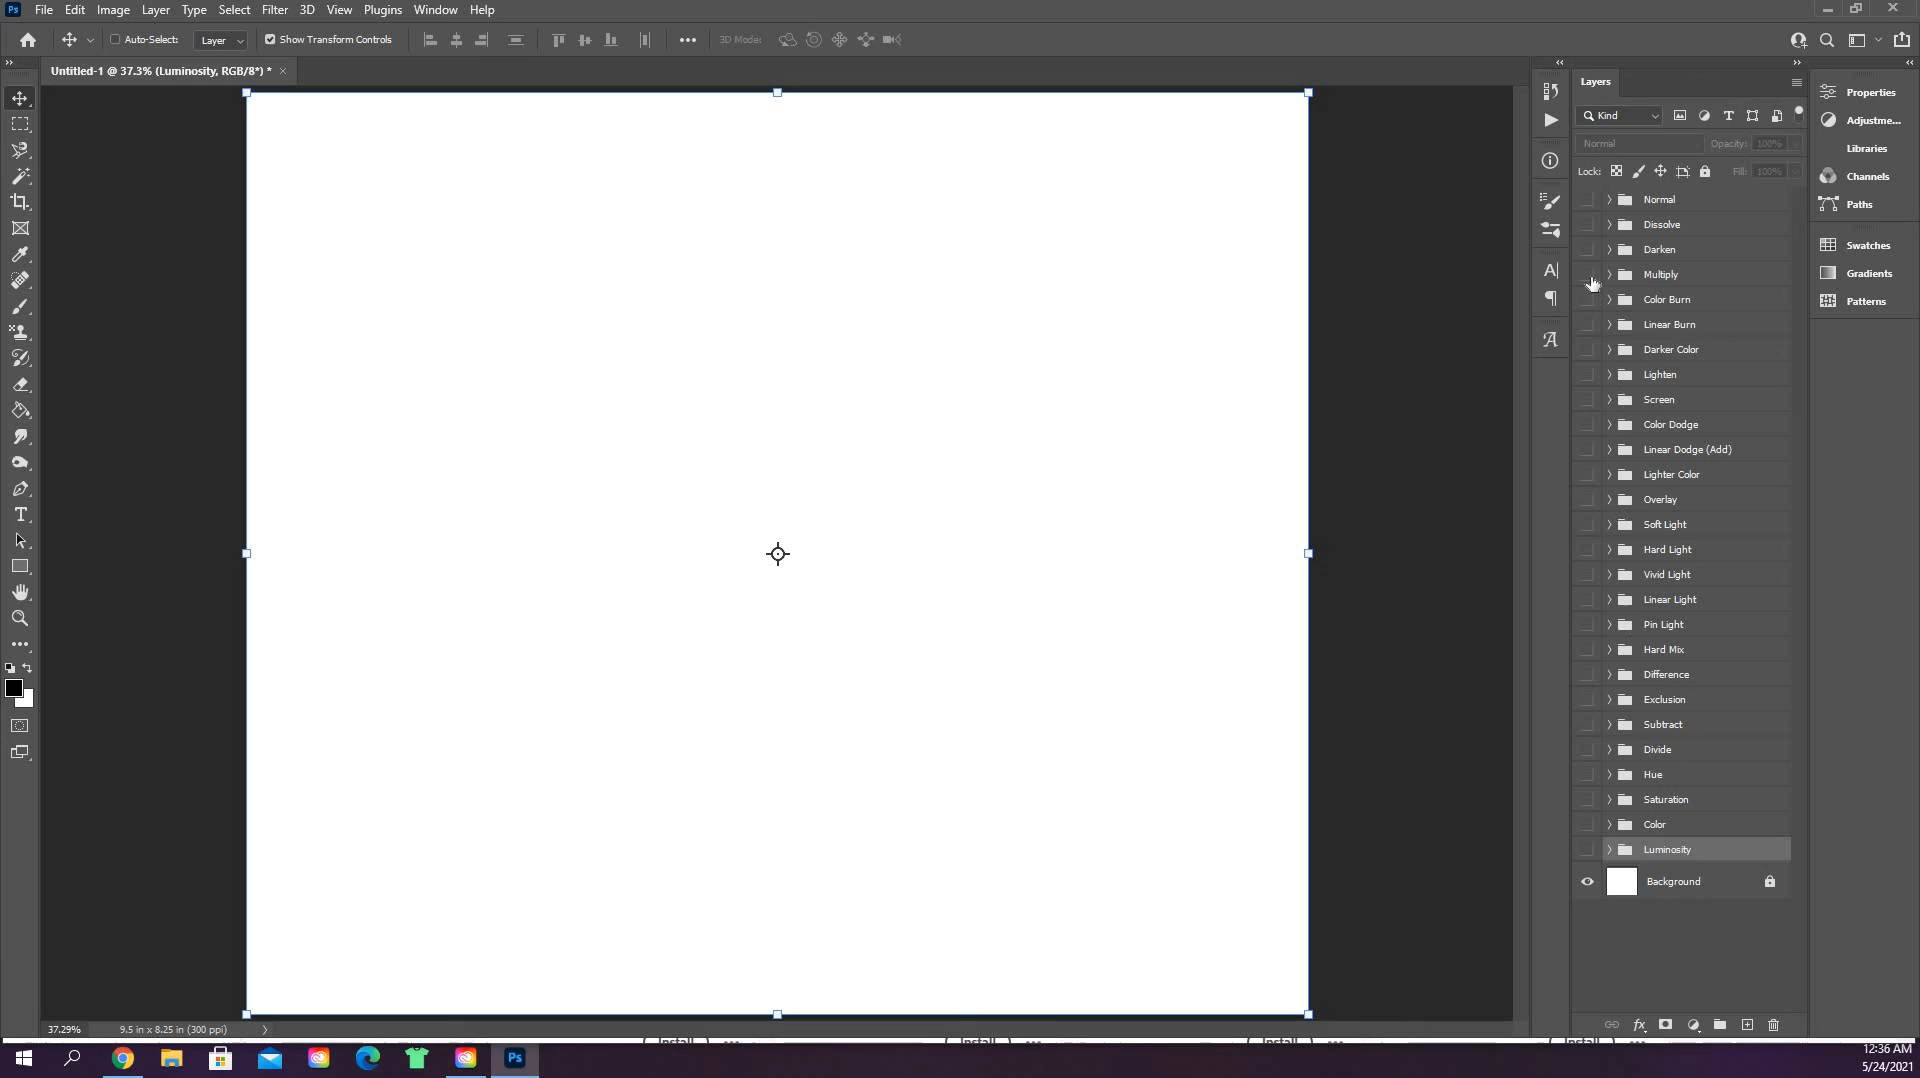 Ps File Edit Image Layer Type Select Filter 3D View Plugins Window Help
Auto-Select: Layer Show Transform Controls 3D Mode:
Untitled-1 @ 37.3% (Luminosity, RGB/8*) *
Layers
Kind
Normal Opacity: 100%
Lock: Fill: 100%
Normal
Dissolve
Darken
Multiply
Color Burn
Linear Burn
Darker Color
Lighten
Screen
Color Dodge
Linear Dodge (Add)
Lighter Color
Overlay
Soft Light
Hard Light
Vivid Light
Linear Light
Pin Light
Hard Mix
Difference
Exclusion
Subtract
Divide
Hue
Saturation
Color
Luminosity
Background
Properties
Adjustme...
Libraries
Channels
Paths
Swatches
Gradients
Patterns
37.29% 9.5 in x 8.25 in (300 ppi)
Install Install Install Install
Ps
12:36 AM
5/24/2021